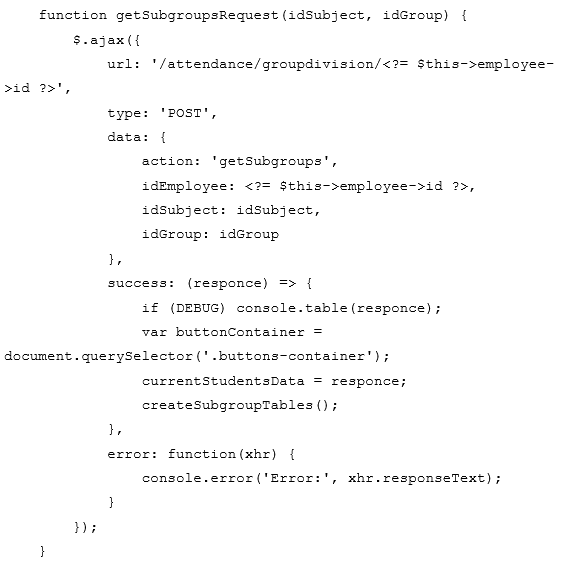 function getSubgroupsRequest(idSubject, idGroup) {
$.ajax({
url: '/attendance/groupdivision/<?= $this->employee-
>id ?>',
type: 'POST',
data: {
action: 'getSubgroups',
idEmployee: <?= $this->employee->id ?>,
idSubject: idSubject,
idGroup: idGroup
},
success: (responce) => {
if (DEBUG) console.table(responce);
var buttonContainer =
document.querySelector('.buttons-container');
currentStudentsData = responce;
createSubgroupTables();
},
error: function(xhr) {
console.error('Error:', xhr.responseText);
}
});
}